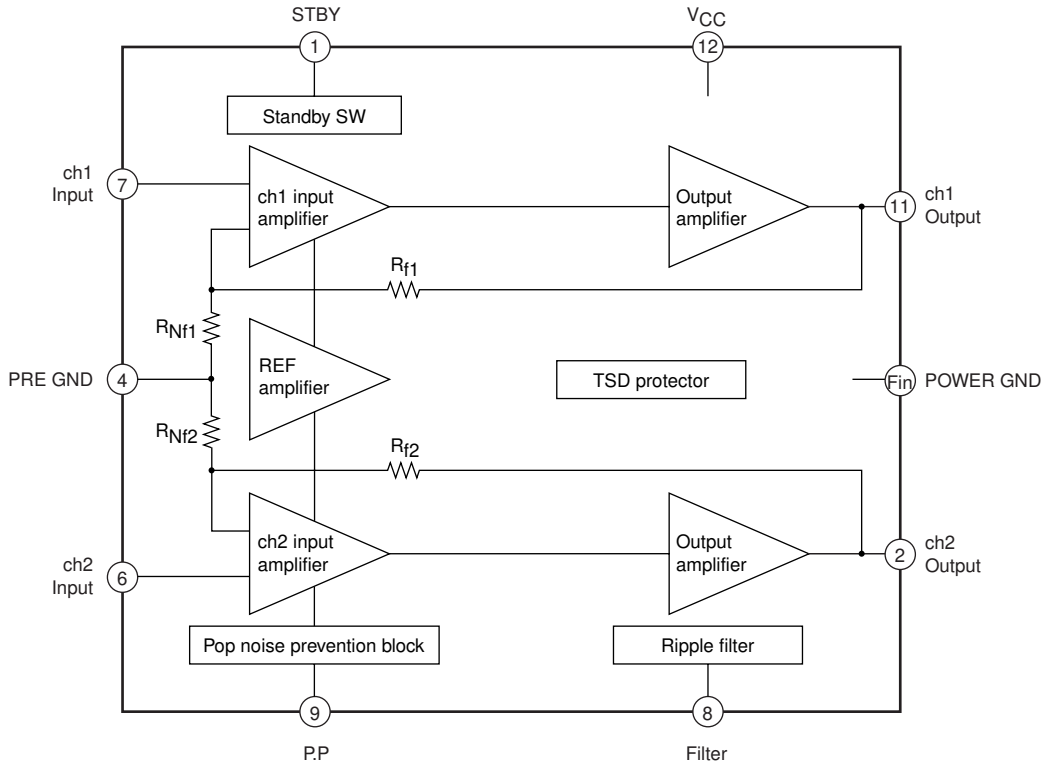 STBY
VCC
1
12
Standby SW
ch1
Input
7
ch1 input
amplifier
Output
amplifier
11
ch1
Output
Rf1
RNf1
PRE GND
4
REF
amplifier
TSD protector
Fin
POWER GND
RNf2
Rf2
ch2
Input
6
ch2 input
amplifier
Output
amplifier
2
ch2
Output
Pop noise prevention block
Ripple filter
9
8
P.P
Filter